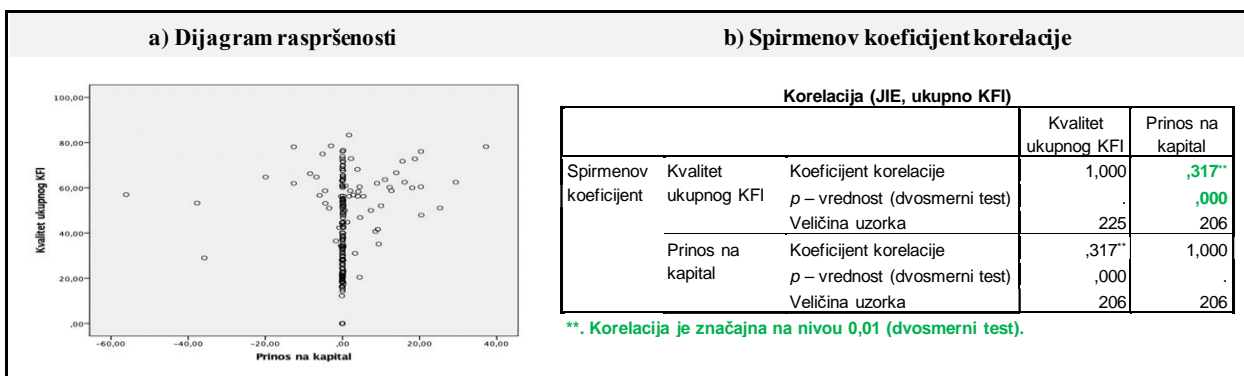 a) Dijagram raspršenosti
b) Spirmenov koeficijent korelacije
Kvalitet ukupnog KFI
100,00
80,00
60,00
40,00
20,00
,00
-60,00 -40,00 -20,00 ,00 20,00 40,00
Prinos na kapital
Korelacija (JIE, ukupno KFI)
Kvalitet ukupnog KFI
Prinos na kapital
Spirmenov koeficijent
Kvalitet ukupnog KFI
Koeficijent korelacije 1,000 ,317**
p – vrednost (dvosmerni test) . ,000
Veličina uzorka 225 206
Prinos na kapital
Koeficijent korelacije ,317** 1,000
p – vrednost (dvosmerni test) ,000 .
Veličina uzorka 206 206
**. Korelacija je značajna na nivou 0,01 (dvosmerni test).